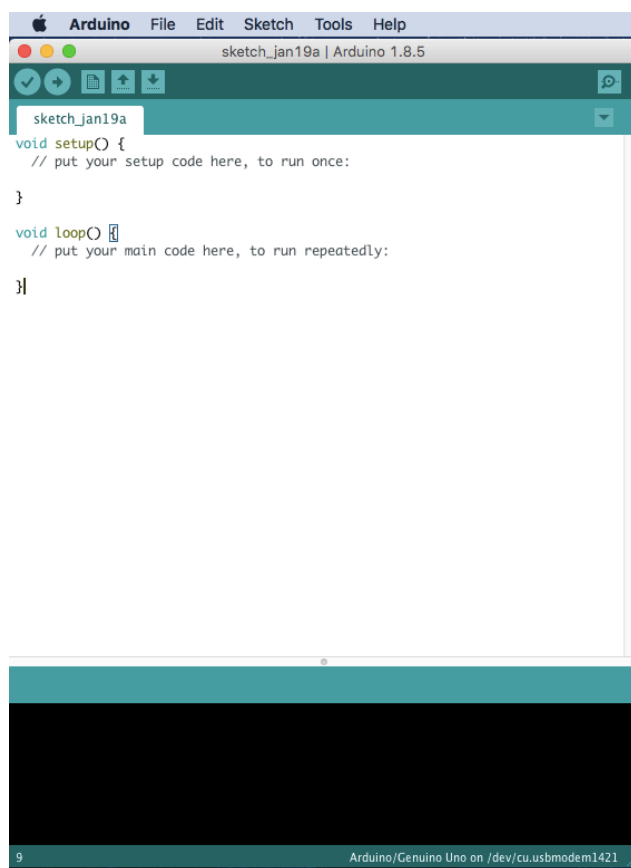 Arduino File Edit Sketch Tools Help
sketch_jan19a | Arduino 1.8.5
sketch_jan19a
void setup() {
  // put your setup code here, to run once:
}
void loop() {
  // put your main code here, to run repeatedly:
}
9 Arduino/Genuino Uno on /dev/cu.usbmodem1421